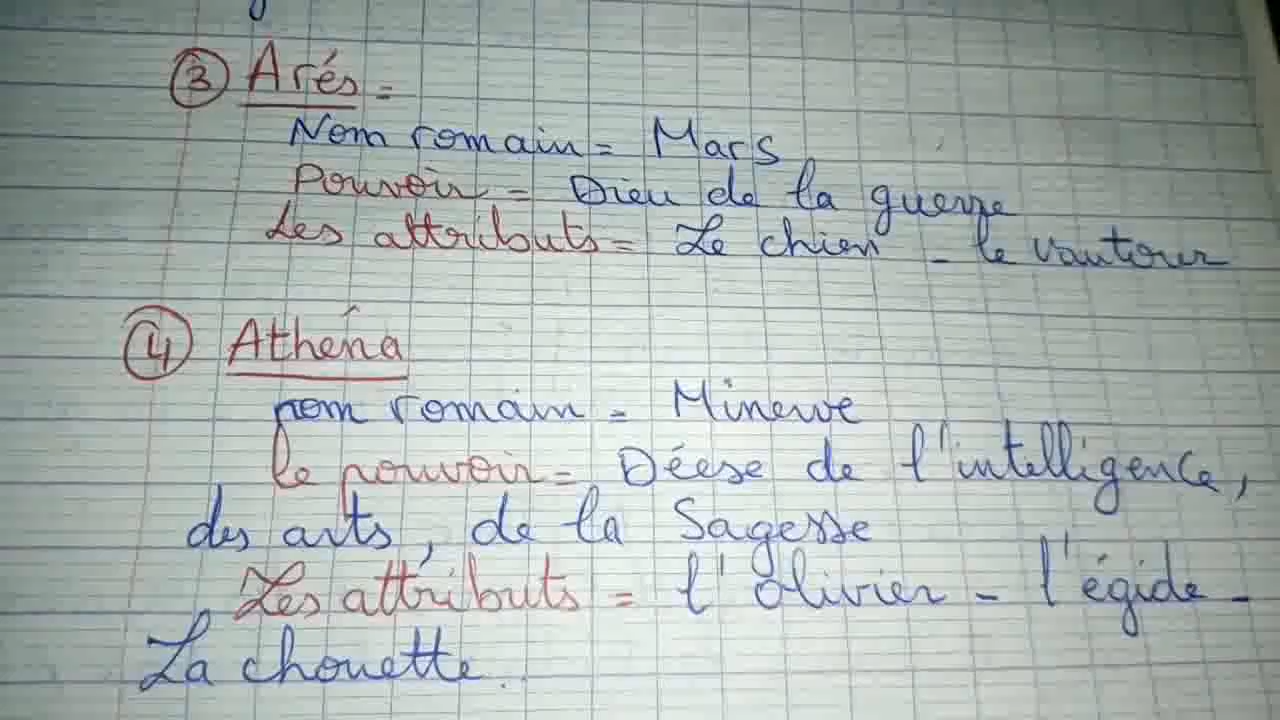 ③ Arés =
Nom romain = Mars
Pouvoir = Dieu de la guerre
Les attributs = Le chien - le vautour
④ Athéna
nom romain = Minerve
le pouvoir = Déese de l'intelligence,
des arts, de la Sagesse
Les attributs = l'olivier - l'égide -
La chouette.